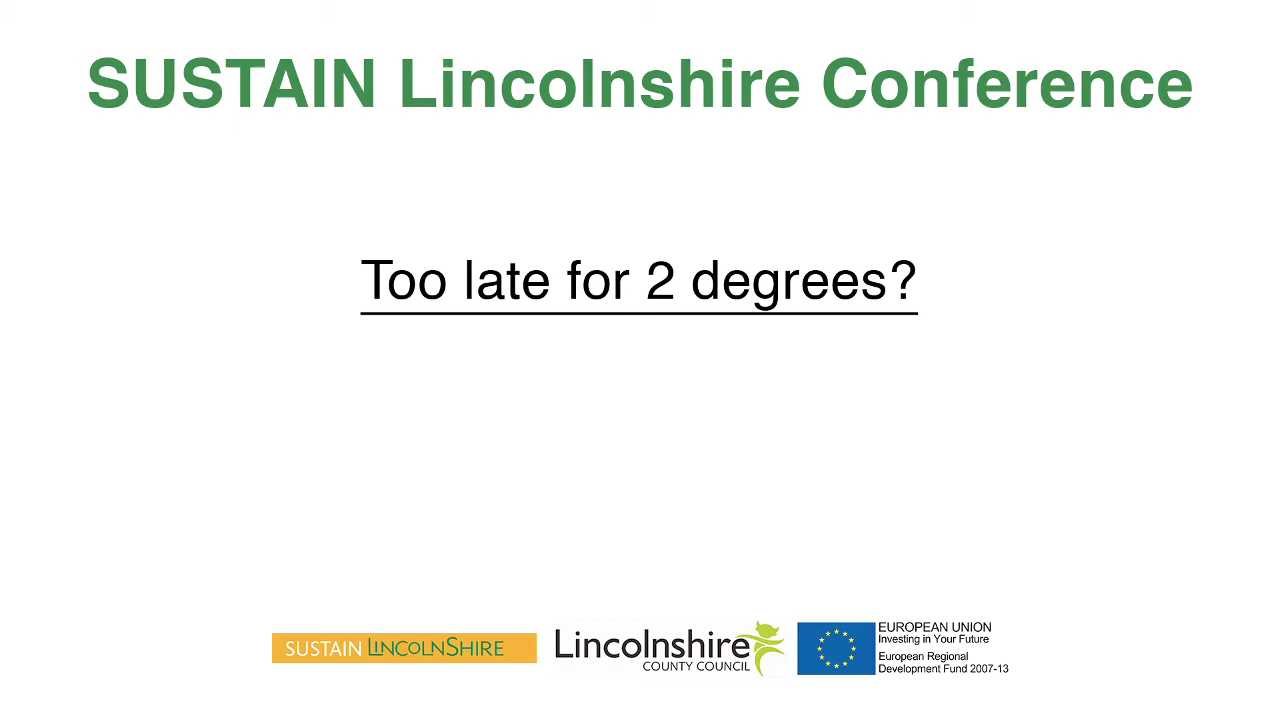 SUSTAIN Lincolnshire Conference
Too late for 2 degrees?
SUSTAIN LINCOLNSHIRE
Lincolnshire
COUNTY COUNCIL
EUROPEAN UNION
Investing in Your Future
European Regional
Development Fund 2007-13